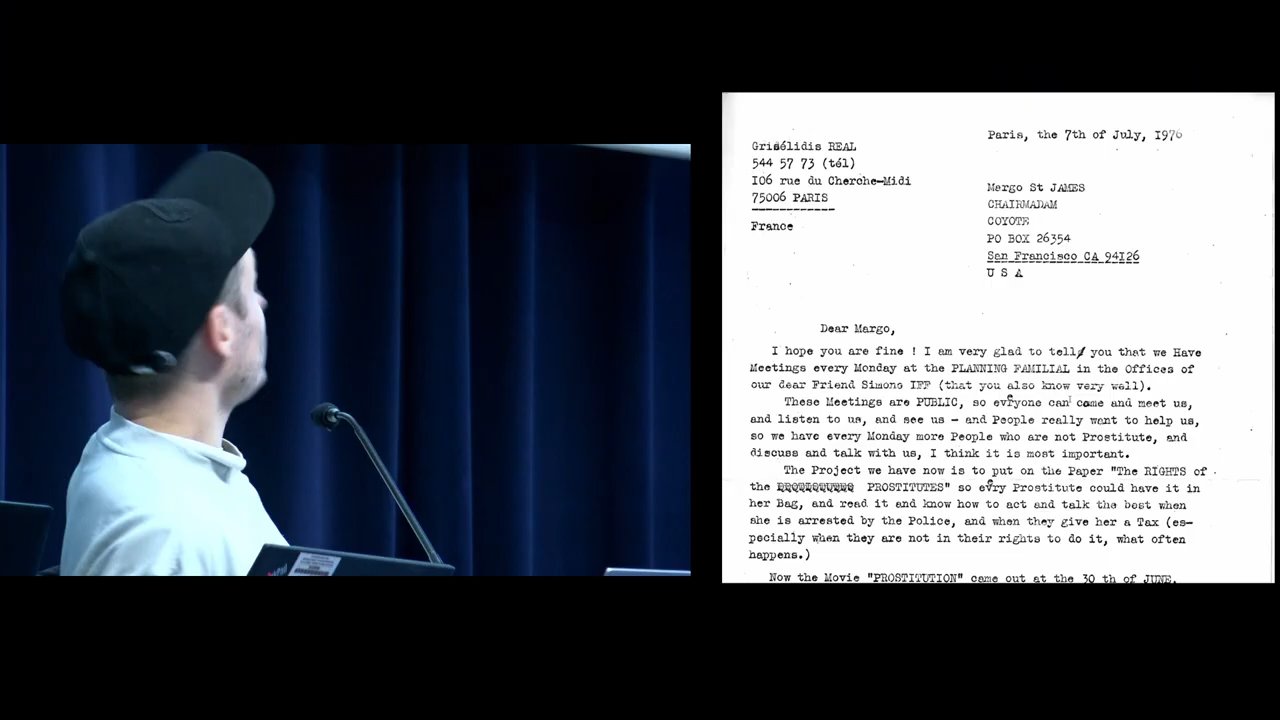 Paris, the 7th of July, 1976
Grisélidis REAL
544 57 73 (tél)
I06 rue du Cherche-Midi
75006 PARIS
France
Margo St JAMES
CHAIRMADAM
COYOTE
PO BOX 26354
San Francisco CA 94I26
U S A
Dear Margo,
I hope you are fine ! I am very glad to tell you that we Have
Meetings every Monday at the PLANNING FAMILIAL in the Offices of
our dear Friend Simone IFF (that you also know very well).
These Meetings are PUBLIC, so evryone can come and meet us,
and listen to us, and see us - and People really want to help us,
so we have every Monday more People who are not Prostitute, and
discuss and talk with us, I think it is most important.
The Project we have now is to put on the Paper "The RIGHTS of
the PROSTITUTES" so evry Prostitute could have it in
her Bag, and read it and know how to act and talk the best when
she is arrested by the Police, and when they give her a Tax (es-
pecially when they are not in their rights to do it, what often
happens.)
Now the Movie "PROSTITUTION" came out at the 30 th of JUNE.